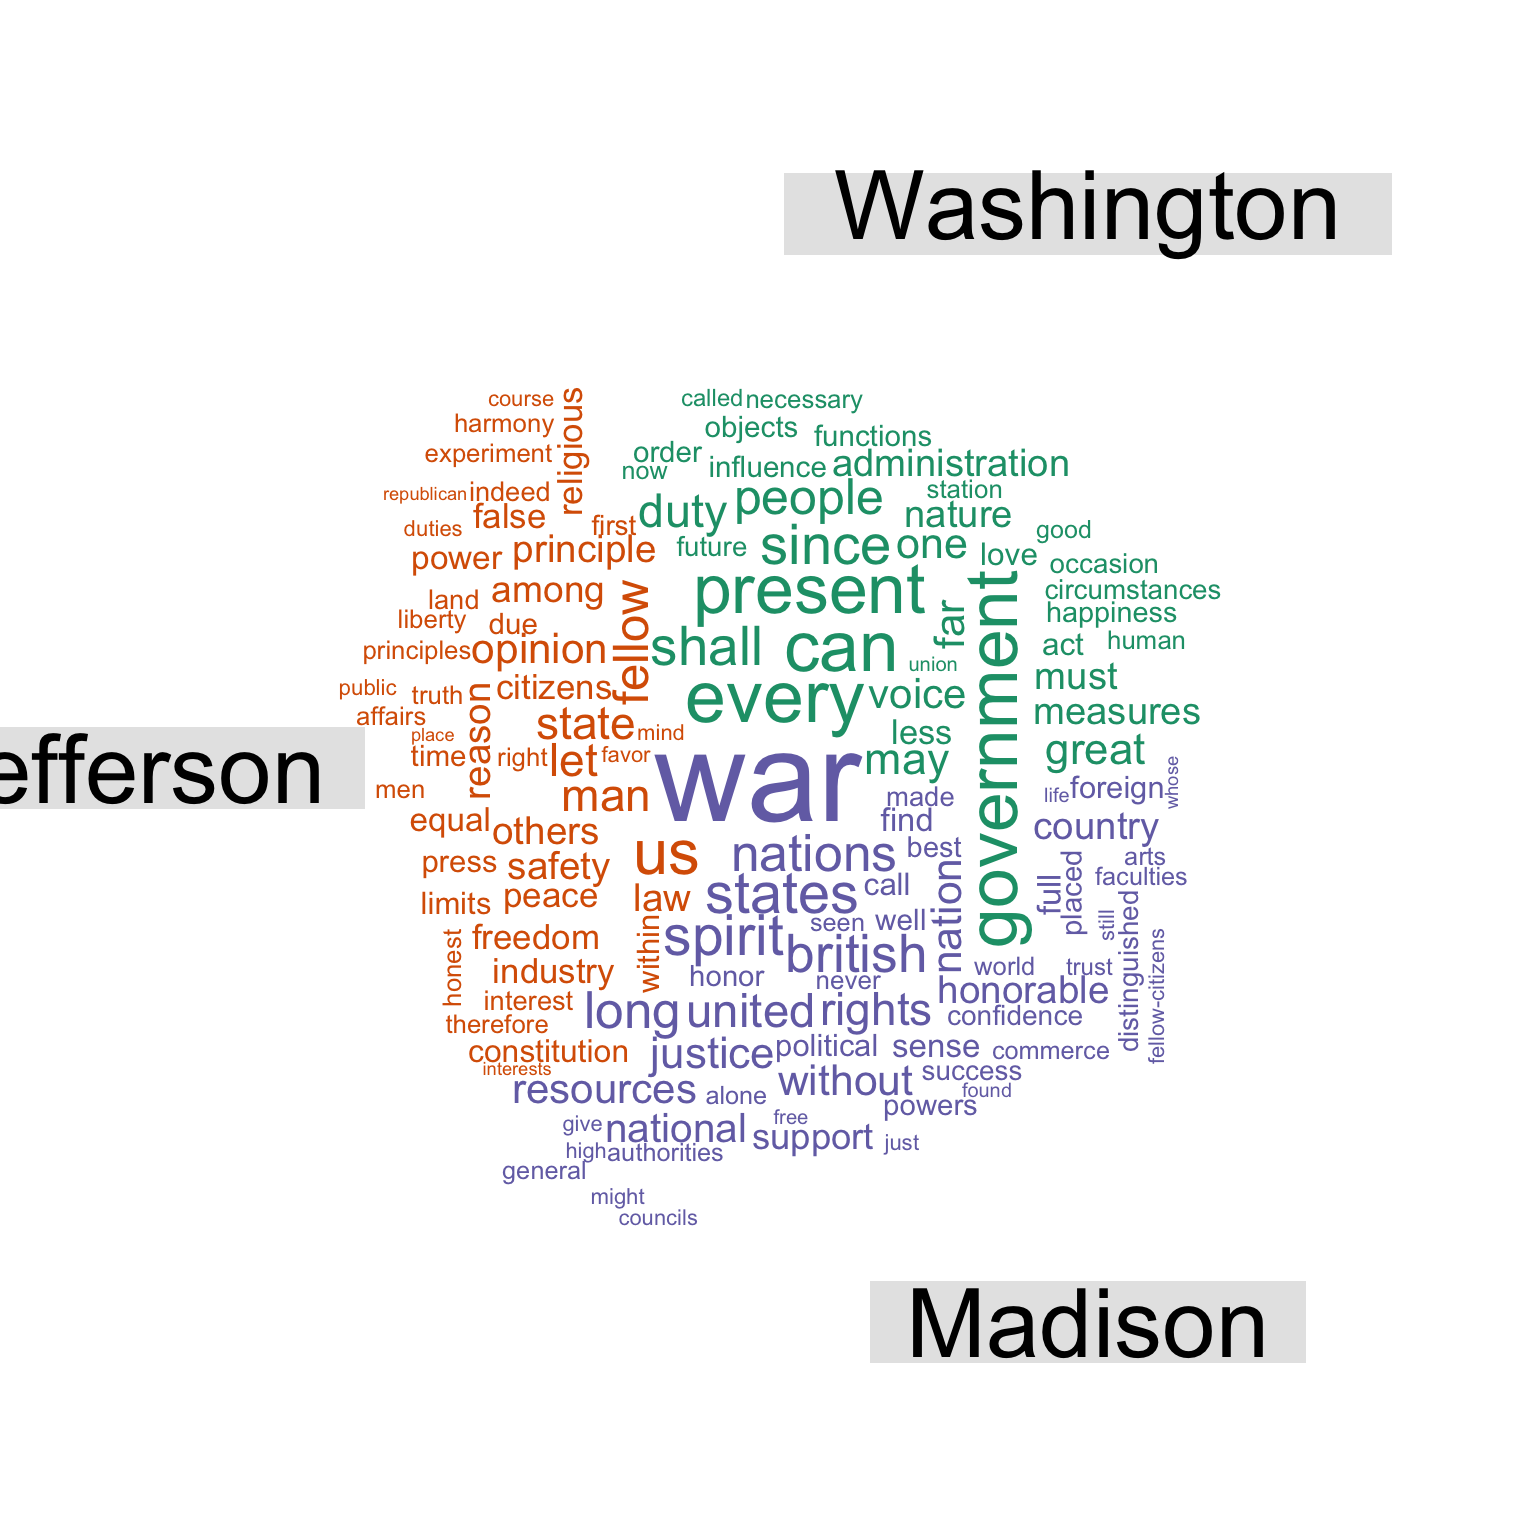 Washington
course
religious
called necessary
harmony
objects
functions
experiment
order
now
influence administration
republican indeed
duty people
station
false
nature
duties
first
good
power principle
future since one love
occasion
among
present
government
circumstances
land
fellow
far
happiness
liberty
due
act human
principles opinion
shall can union
must
public truth
reason
citizens
every voice
measures
affairs
state mind
less
great
place
efferson
time right let favor
war may
foreign whose
men
man
made
life
equal others
find
country
press safety
us nations best
arts
faculties
limits peace
law states call
nation
full placed
still distinguished
within
seen well
honest freedom
spirit british
fellow-citizens
industry
honor never
world trust
interest
long united rights honorable
therefore
confidence
constitution
justice political sense commerce
interests
resources alone without success
found
powers
give national free support just
high authorities
general
might
councils
Madison